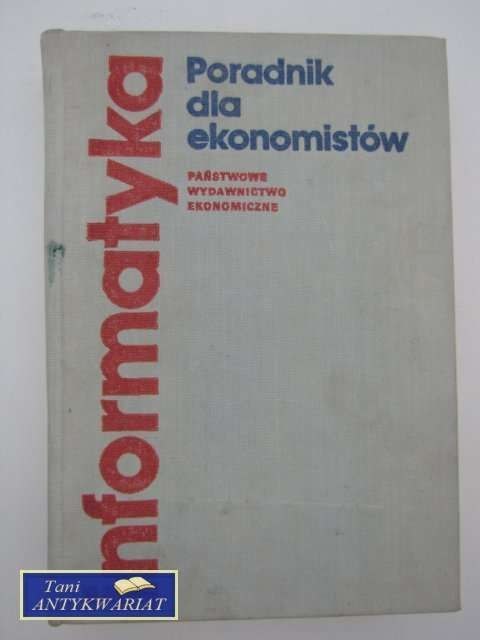 nformatyka
Poradnik
dla
ekonomistów
PAŃSTWOWE
WYDAWNICTWO
EKONOMICZNE
Tani
ANTYKWARIAT